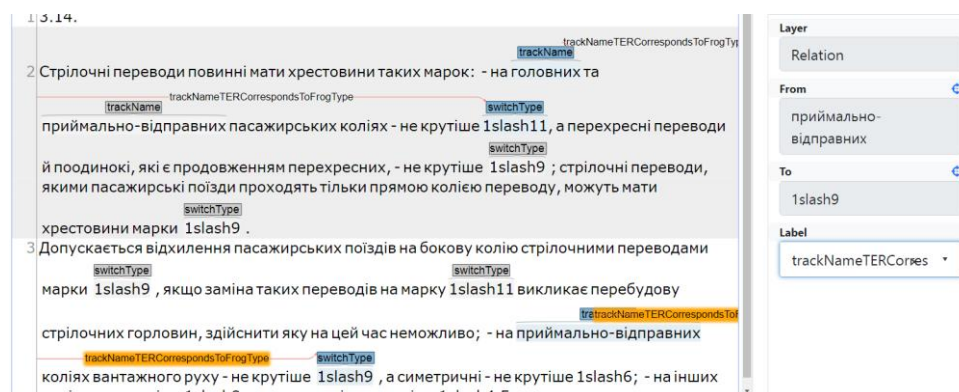 1 3.14.
trackNameTERCorrespondsToFrogTyp
trackName
2 Стрілочні переводи повинні мати хрестовини таких марок: - на головних та
trackNameTERCorrespondsToFrogType
trackName switchType
приймально-відправних пасажирських коліях - не крутіше 1slash11, а перехресні переводи
switchType
й поодинокі, які є продовженням перехресних, - не крутіше 1slash9 ; стрілочні переводи,
якими пасажирські поїзди проходять тільки прямою колією переводу, можуть мати
switchType
хрестовини марки 1slash9 .
3 Допускається відхилення пасажирських поїздів на бокову колію стрілочними переводами
switchType switchType
марки 1slash9 , якщо заміна таких переводів на марку 1slash11 викликає перебудову
trackNameTERCorrespondsToF
стрілочних горловин, здійснити яку на цей час неможливо; - на приймально-відправних
trackNameTERCorrespondsToFrogType switchType
коліях вантажного руху - не крутіше 1slash9 , а симетричні - не крутіше 1slash6; - на інших
Layer
Relation
From
приймально-
відправних
To
1slash9
Label
trackNameTERCorres